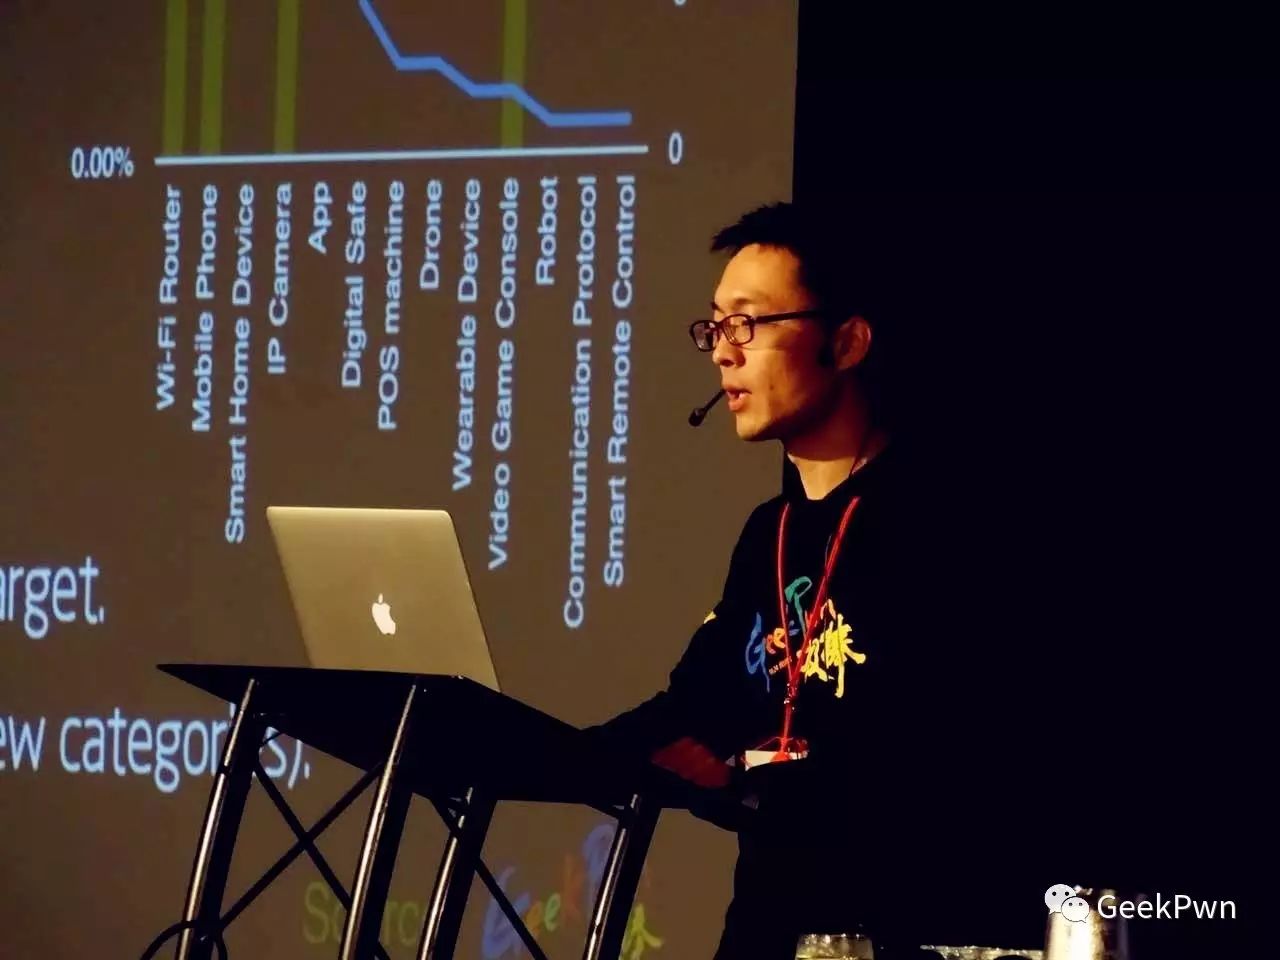 0.00%
0
Wi-Fi Router
Mobile Phone
Smart Home Device
IP Camera
App
Digital Safe
POS machine
Drone
Wearable Device
Video Game Console
Robot
Communication Protocol
Smart Remote Control
arget.
ew categor
s).
GeekPwn
GeekPwn